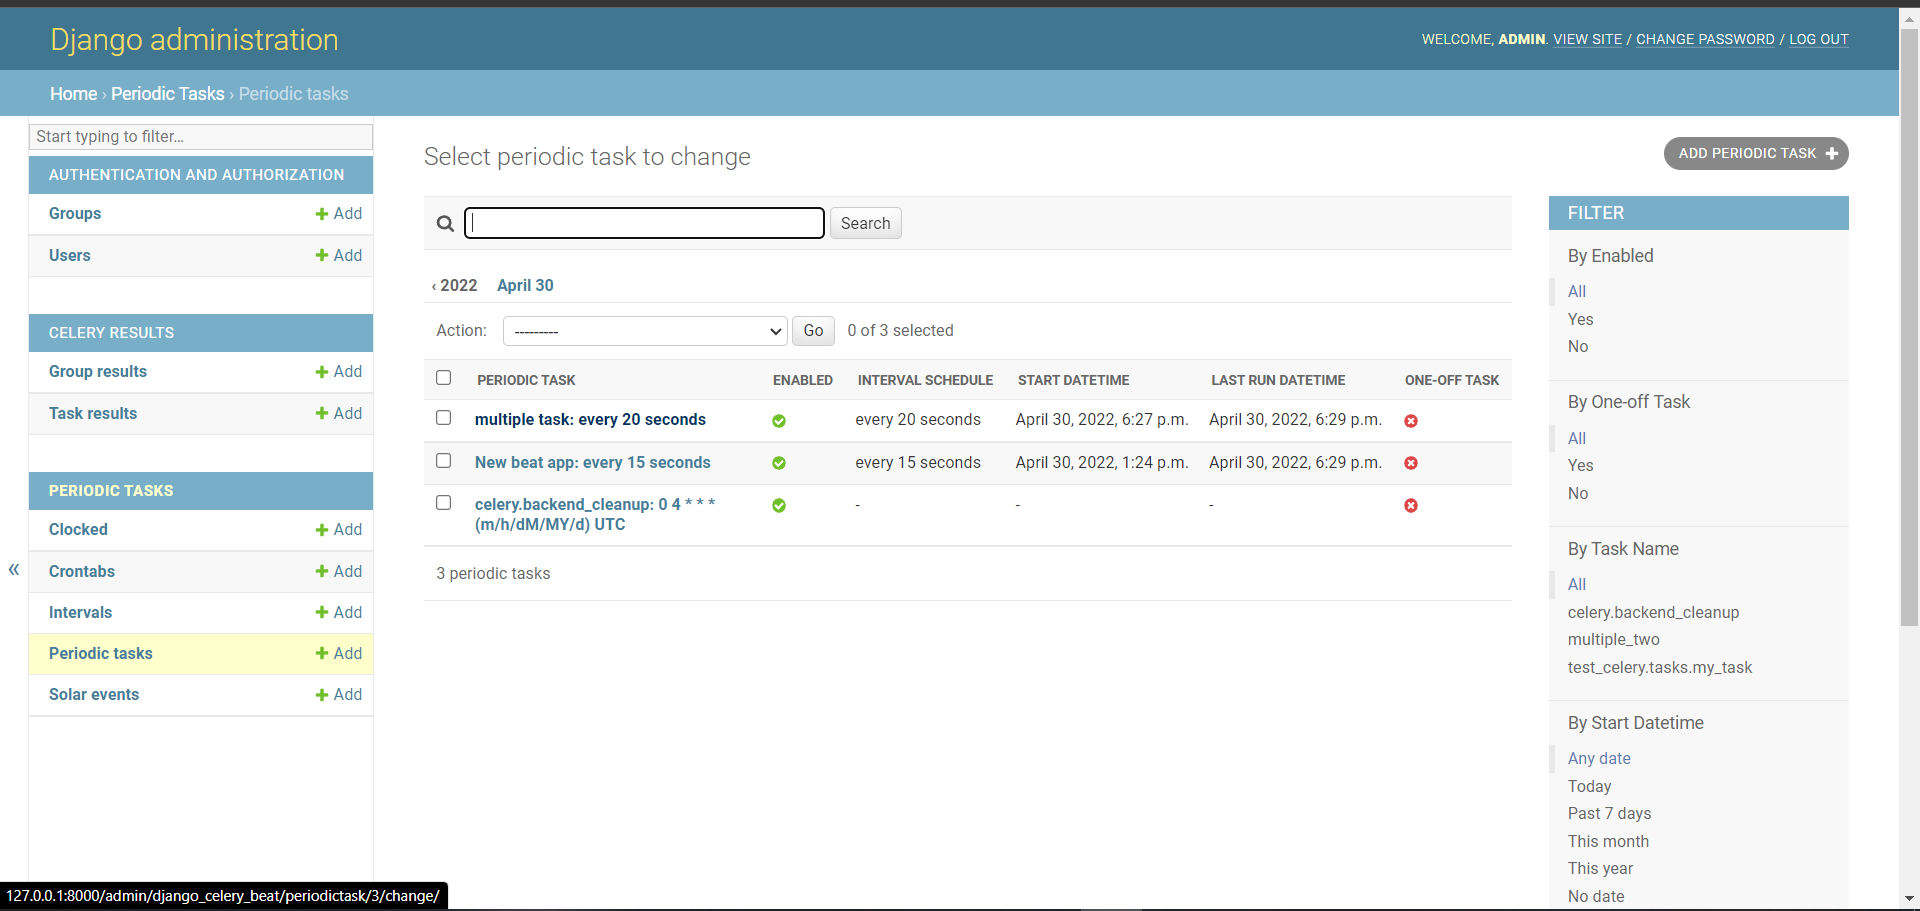 Django administration
WELCOME, ADMIN. VIEW SITE / CHANGE PASSWORD / LOG OUT
Home › Periodic Tasks › Periodic tasks
Start typing to filter...
AUTHENTICATION AND AUTHORIZATION
Groups + Add
Users + Add
CELERY RESULTS
Group results + Add
Task results + Add
PERIODIC TASKS
Clocked + Add
Crontabs + Add
Intervals + Add
Periodic tasks + Add
Solar events + Add
«
Select periodic task to change
ADD PERIODIC TASK +
Search
‹ 2022 April 30
Action: --------- Go 0 of 3 selected
PERIODIC TASK ENABLED INTERVAL SCHEDULE START DATETIME LAST RUN DATETIME ONE-OFF TASK
multiple task: every 20 seconds every 20 seconds April 30, 2022, 6:27 p.m. April 30, 2022, 6:29 p.m.
New beat app: every 15 seconds every 15 seconds April 30, 2022, 1:24 p.m. April 30, 2022, 6:29 p.m.
celery.backend_cleanup: 0 4 * * * - - -
(m/h/dM/MY/d) UTC
3 periodic tasks
FILTER
By Enabled
All
Yes
No
By One-off Task
All
Yes
No
By Task Name
All
celery.backend_cleanup
multiple_two
test_celery.tasks.my_task
By Start Datetime
Any date
Today
Past 7 days
This month
This year
No date
127.0.0.1:8000/admin/django_celery_beat/periodictask/3/change/